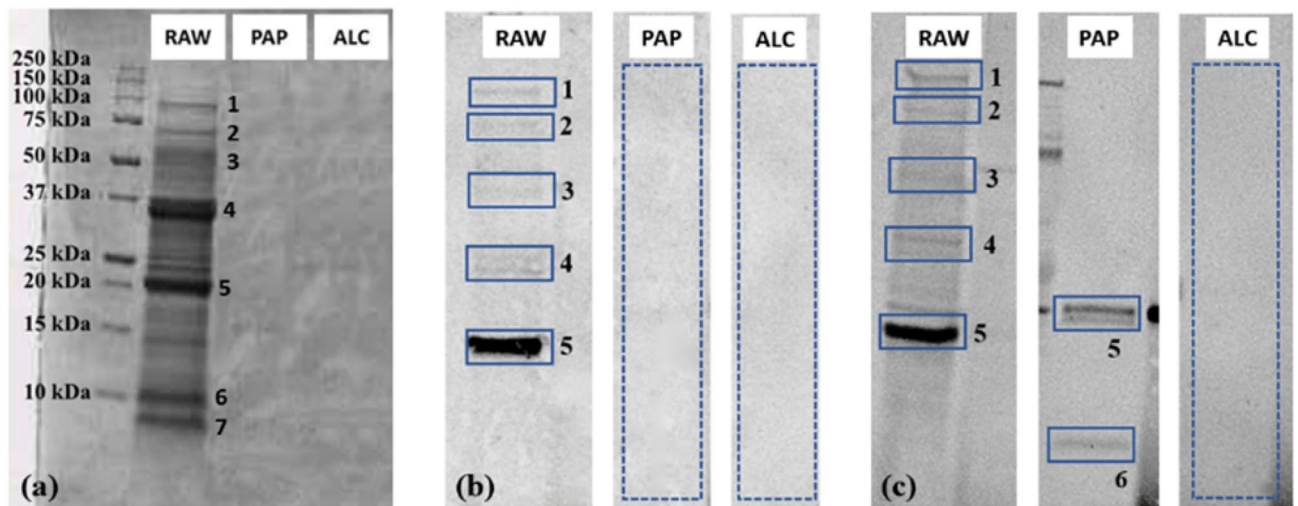 RAW PAP ALC
250 kDa
150 kDa
100 kDa
75 kDa
50 kDa
37 kDa
25 kDa
20 kDa
15 kDa
10 kDa
1
2
3
4
5
6
7
(a)
RAW PAP ALC
1
2
3
4
5
(b)
RAW PAP ALC
1
2
3
4
5
5
6
(c)